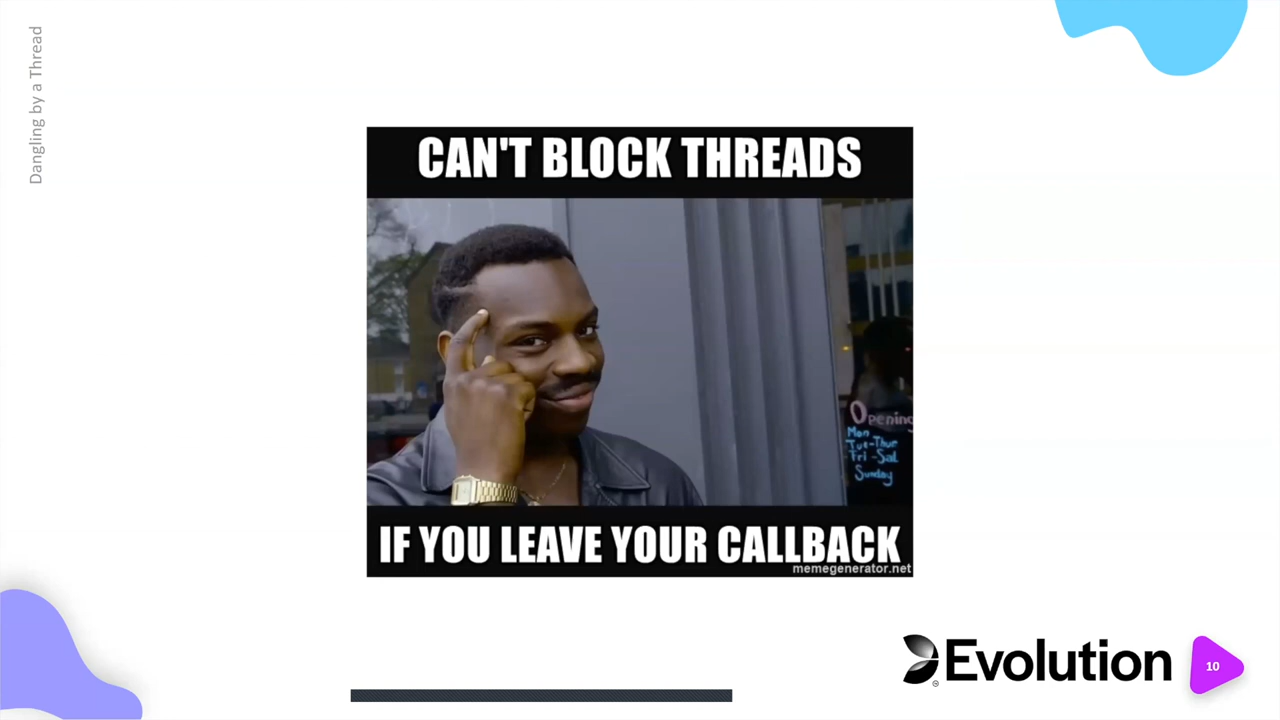 Dangling by a Thread
CAN'T BLOCK THREADS
Opening
Mon
Tue-Thur
Fri-Sat
Sunday
IF YOU LEAVE YOUR CALLBACK
memegenerator.net
Evolution
10